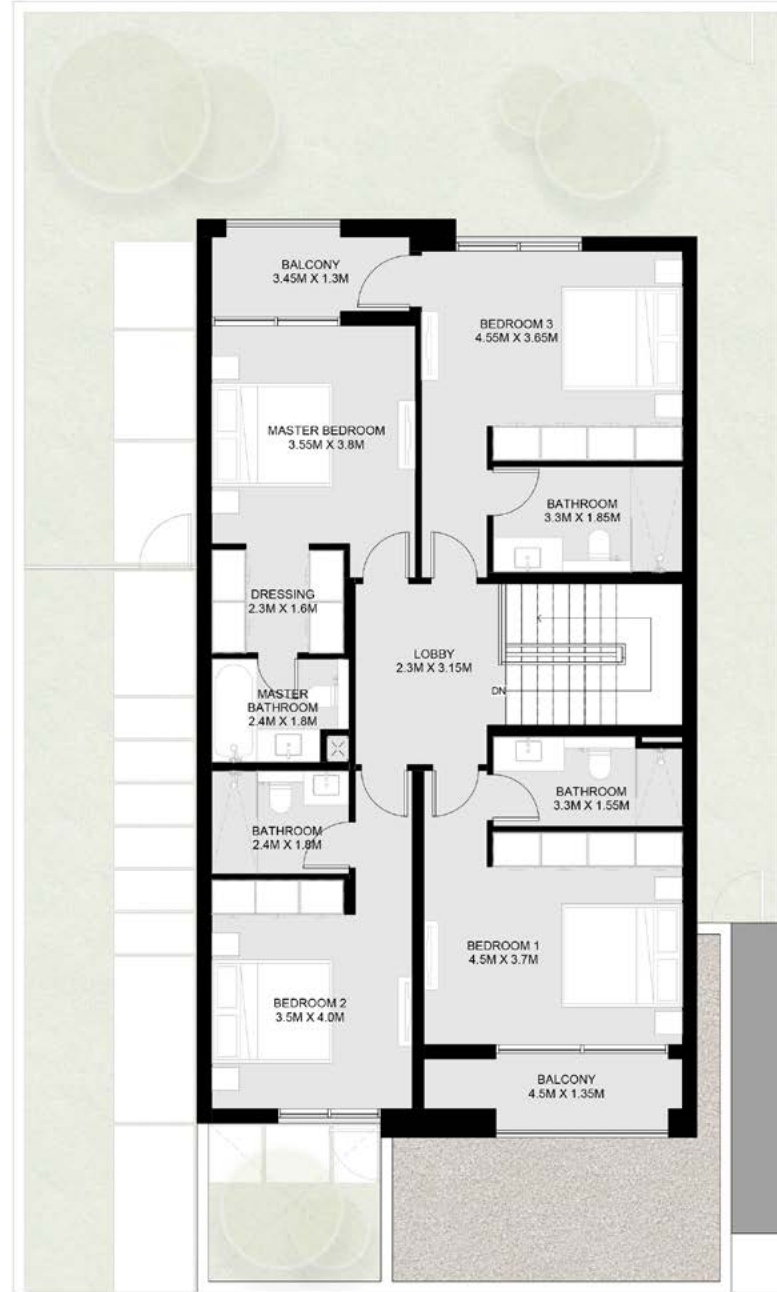 BALCONY
3.45M X 1.3M
BEDROOM 3
4.55M X 3.65M
MASTER BEDROOM
3.55M X 3.8M
BATHROOM
3.3M X 1.85M
DRESSING
2.3M X 1.6M
LOBBY
2.3M X 3.15M
DN
MASTER
BATHROOM
2.4M X 1.8M
BATHROOM
3.3M X 1.55M
BATHROOM
2.4M X 1.8M
BEDROOM 1
4.5M X 3.7M
BEDROOM 2
3.5M X 4.0M
BALCONY
4.5M X 1.35M